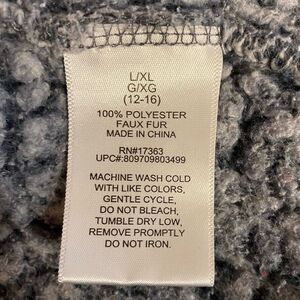 L/XL
G/XG
(12-16)
100% POLYESTER
FAUX FUR
MADE IN CHINA
RN#17363
UPC#:809709803499
MACHINE WASH COLD
WITH LIKE COLORS,
GENTLE CYCLE,
DO NOT BLEACH,
TUMBLE DRY LOW,
REMOVE PROMPTLY
DO NOT IRON.